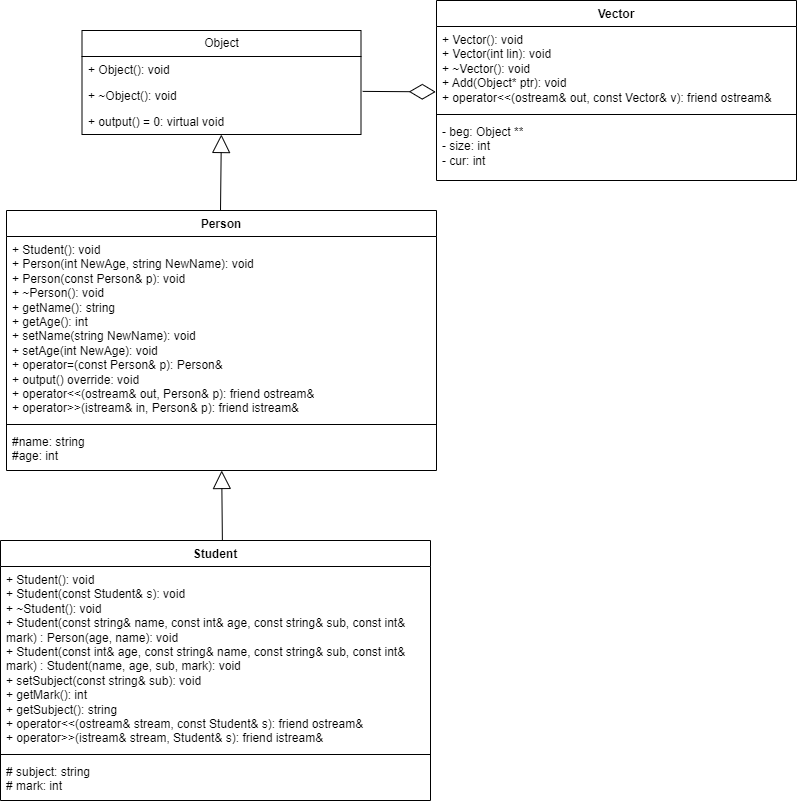 Object
+ Object(): void
+ ~Object(): void
+ output() = 0: virtual void
Vector
+ Vector(): void
+ Vector(int lin): void
+ ~Vector(): void
+ Add(Object* ptr): void
+ operator<<(ostream& out, const Vector& v): friend ostream&
- beg: Object **
- size: int
- cur: int
Person
+ Student(): void
+ Person(int NewAge, string NewName): void
+ Person(const Person& p): void
+ ~Person(): void
+ getName(): string
+ getAge(): int
+ setName(string NewName): void
+ setAge(int NewAge): void
+ operator=(const Person& p): Person&
+ output() override: void
+ operator<<(ostream& out, Person& p): friend ostream&
+ operator>>(istream& in, Person& p): friend istream&
#name: string
#age: int
Student
+ Student(): void
+ Student(const Student& s): void
+ ~Student(): void
+ Student(const string& name, const int& age, const string& sub, const int&
mark) : Person(age, name): void
+ Student(const int& age, const string& name, const string& sub, const int&
mark) : Student(name, age, sub, mark): void
+ setSubject(const string& sub): void
+ getMark(): int
+ getSubject(): string
+ operator<<(ostream& stream, const Student& s): friend ostream&
+ operator>>(istream& stream, Student& s): friend istream&
# subject: string
# mark: int